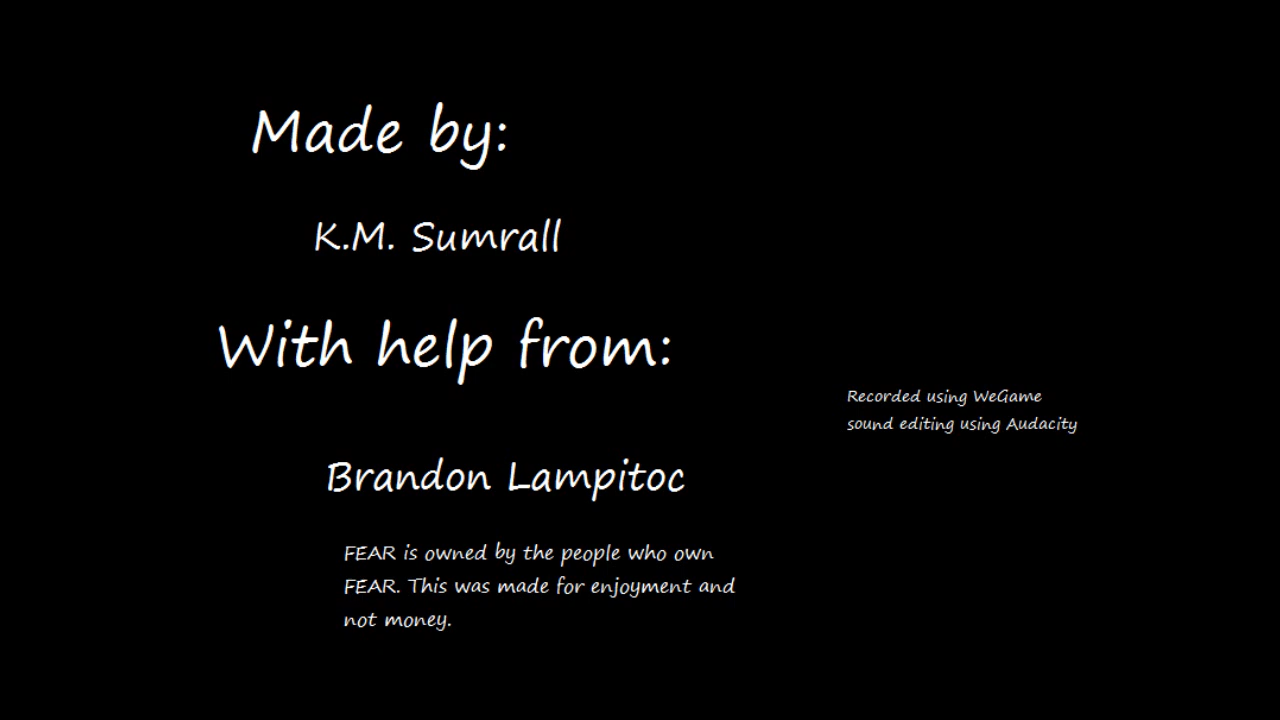 Made by:
K.M. Sumrall
With help from:
Recorded using WeGame
sound editing using Audacity
Brandon Lampitoc
FEAR is owned by the people who own
FEAR. This was made for enjoyment and
not money.